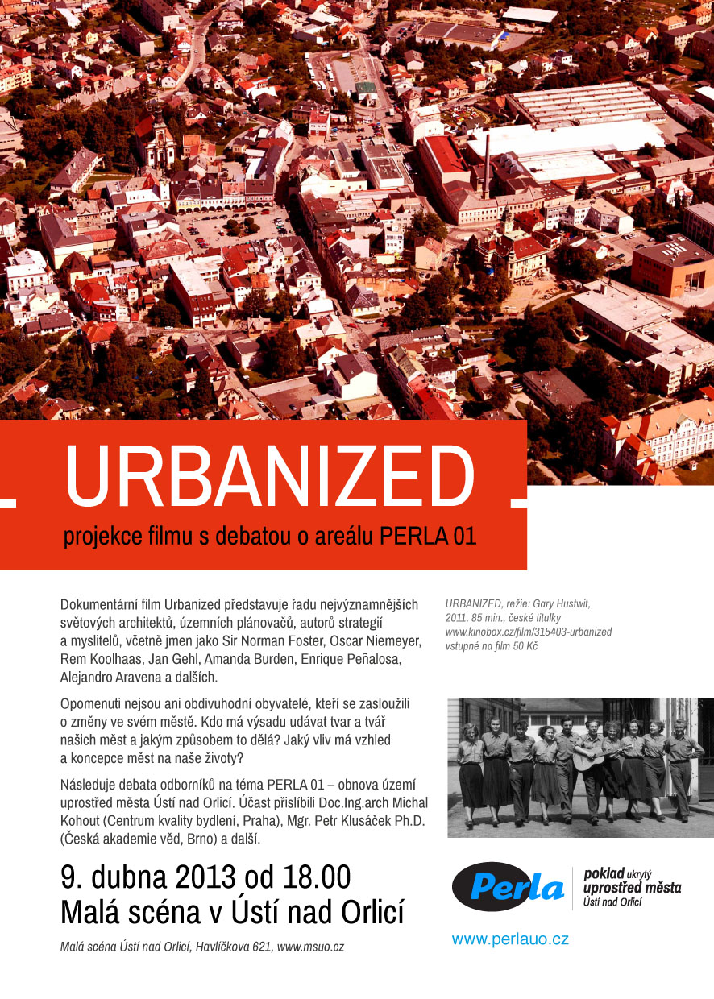 URBANIZED
projekce filmu s debatou o areálu PERLA 01
Dokumentární film Urbanized představuje řadu nejvýznamnějších
světových architektů, územních plánovačů, autorů strategií
a myslitelů, včetně jmen jako Sir Norman Foster, Oscar Niemeyer,
Rem Koolhaas, Jan Gehl, Amanda Burden, Enrique Peñalosa,
Alejandro Aravena a dalších.
Opomenuti nejsou ani obdivuhodní obyvatelé, kteří se zasloužili
o změny ve svém městě. Kdo má výsadu udávat tvar a tvář
našich měst a jakým způsobem to dělá? Jaký vliv má vzhled
a koncepce měst na naše životy?
Následuje debata odborníků na téma PERLA 01 – obnova území
uprostřed města Ústí nad Orlicí. Účast přislíbili Doc.Ing.arch Michal
Kohout (Centrum kvality bydlení, Praha), Mgr. Petr Klusáček Ph.D.
(Česká akademie věd, Brno) a další.
9. dubna 2013 od 18.00
Malá scéna v Ústí nad Orlicí
Malá scéna Ústí nad Orlicí, Havlíčkova 621, www.msuo.cz
URBANIZED, režie: Gary Hustwit,
2011, 85 min., české titulky
www.kinobox.cz/film/315403-urbanized
vstupné na film 50 Kč
Perla
poklad ukrytý
uprostřed města
Ústí nad Orlicí
www.perlauo.cz